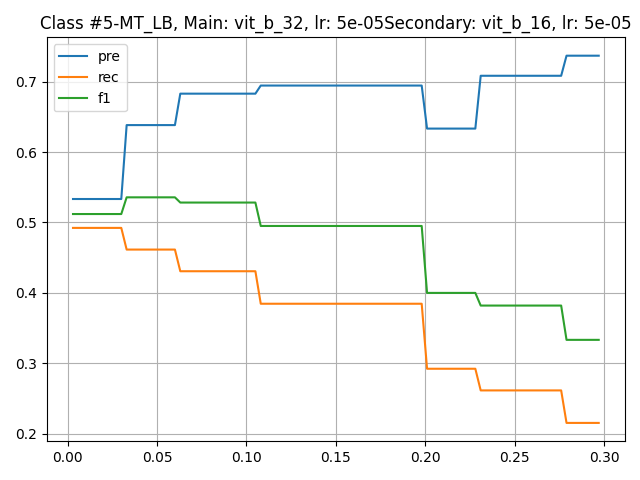 Class #5-MT_LB, Main: vit_b_32, lr: 5e-05Secondary: vit_b_16, lr: 5e-05
pre
rec
f1
0.7
0.6
0.5
0.4
0.3
0.2
0.00 0.05 0.10 0.15 0.20 0.25 0.30